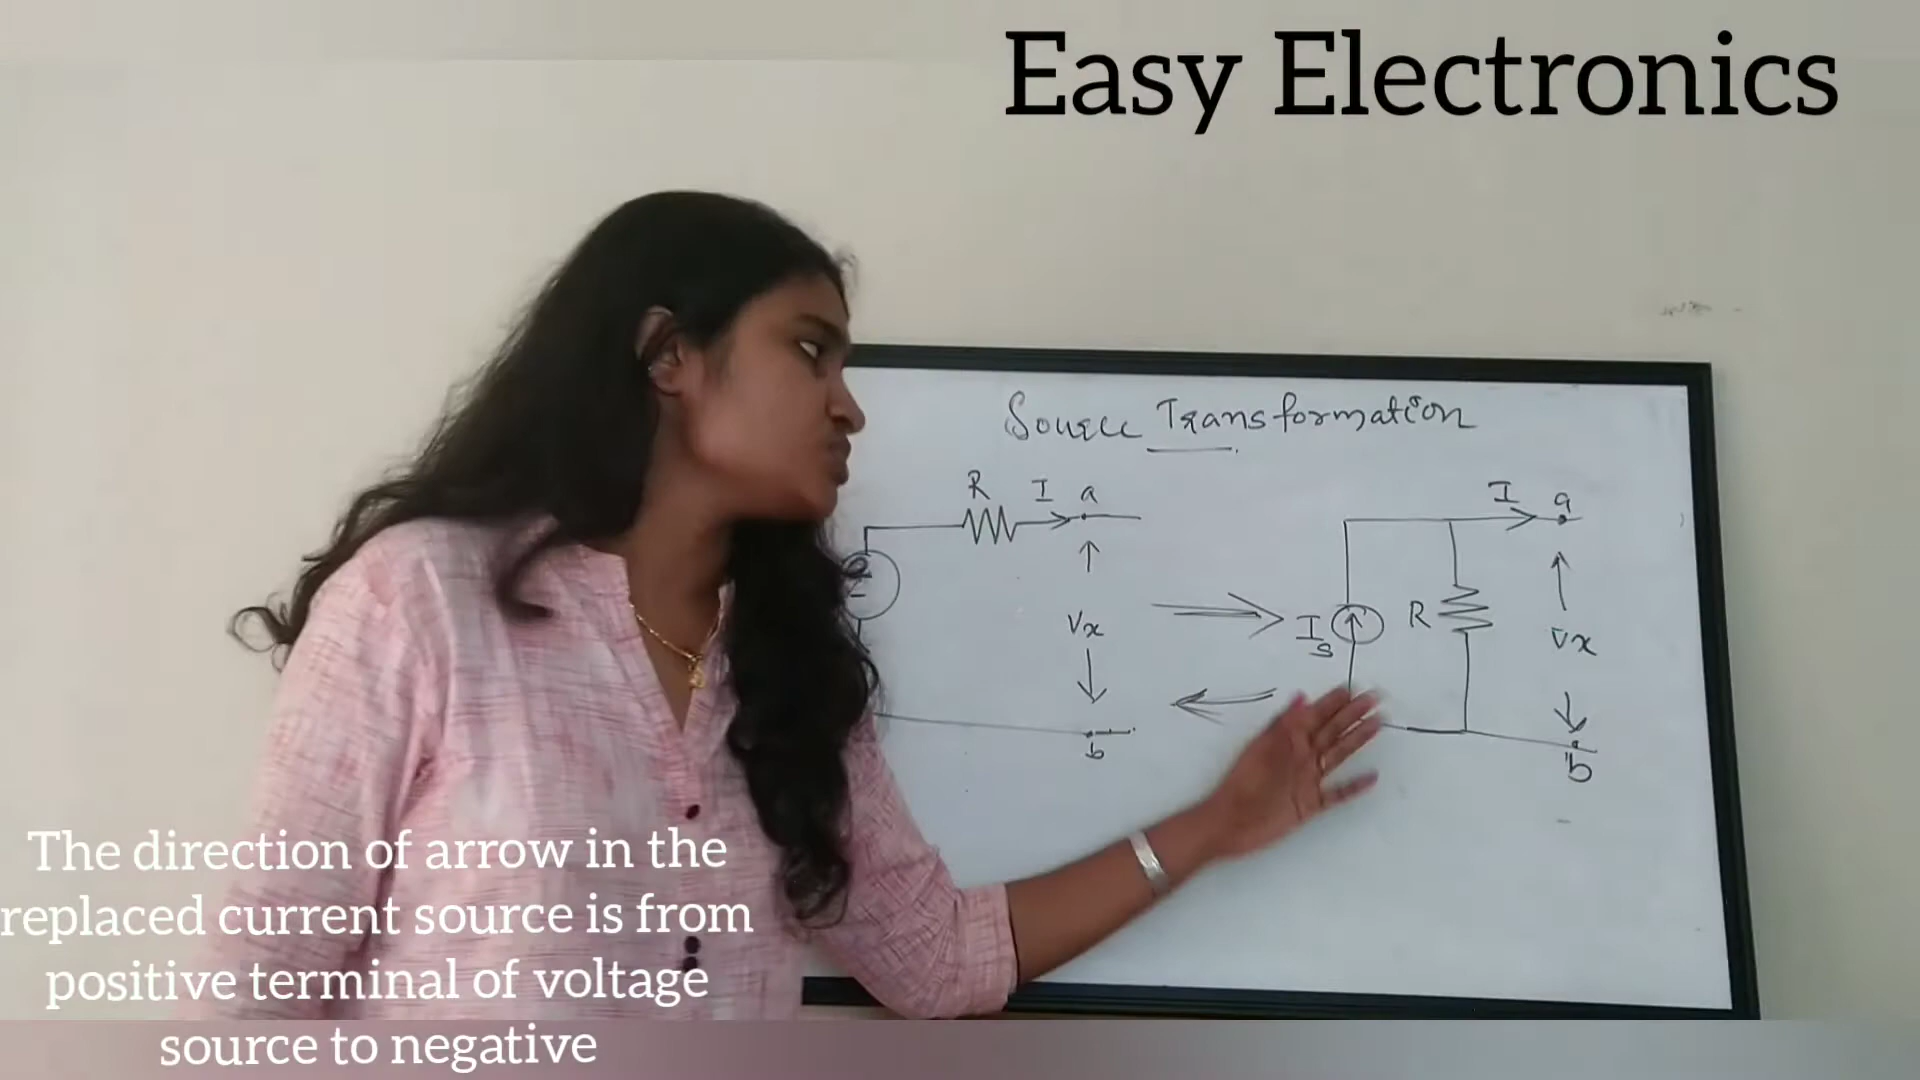 Easy Electronics
Source Transformation
R I a
I a
Vx
I
s
R
Vx
b
b
The direction of arrow in the
replaced current source is from
positive terminal of voltage
source to negative